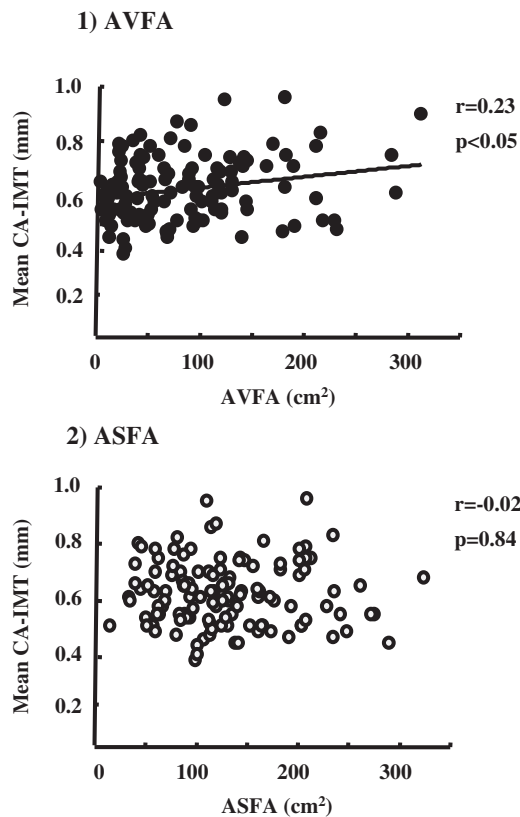 1) AVFA
1.0
0.8
0.6
0.4
0.2
Mean CA-IMT (mm)
r=0.23
p<0.05
0 100 200 300
AVFA (cm²)
2) ASFA
1.0
0.8
0.6
0.4
0.2
Mean CA-IMT (mm)
r=-0.02
p=0.84
0 100 200 300
ASFA (cm²)